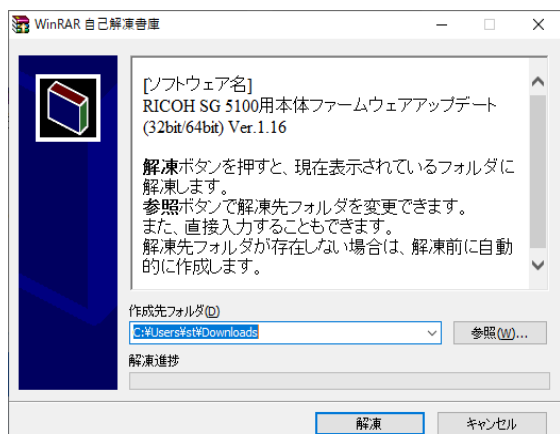 WinRAR 自己解凍書庫
[ソフトウェア名]
RICOH SG 5100用本体ファームウェアアップデート
(32bit/64bit) Ver.1.16
解凍ボタンを押すと、現在表示されているフォルダに
解凍します。
参照ボタンで解凍先フォルダを変更できます。
また、直接入力することもできます。
解凍先フォルダが存在しない場合は、解凍前に自動
的に作成します。
作成先フォルダ(D)
C:¥Users¥st¥Downloads
参照(W)...
解凍進捗
解凍
キャンセル